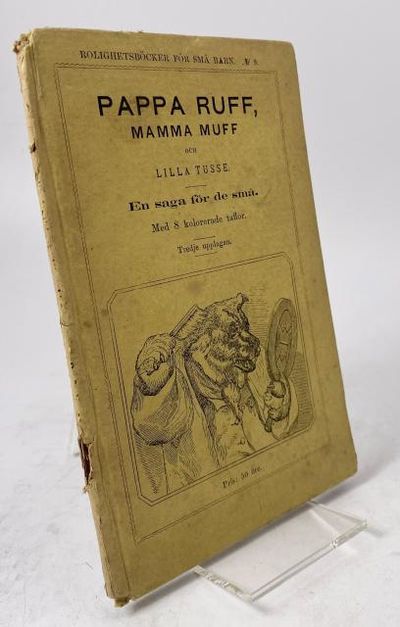 ROLIGHETSBÖCKER FÖR SMÅ BARN. № 9.
PAPPA RUFF,
MAMMA MUFF
OCH
LILLA TUSSE.
En saga för de små.
Med 8 kolorerade taflor.
Tredje upplagan.
Pris: 50 öre.